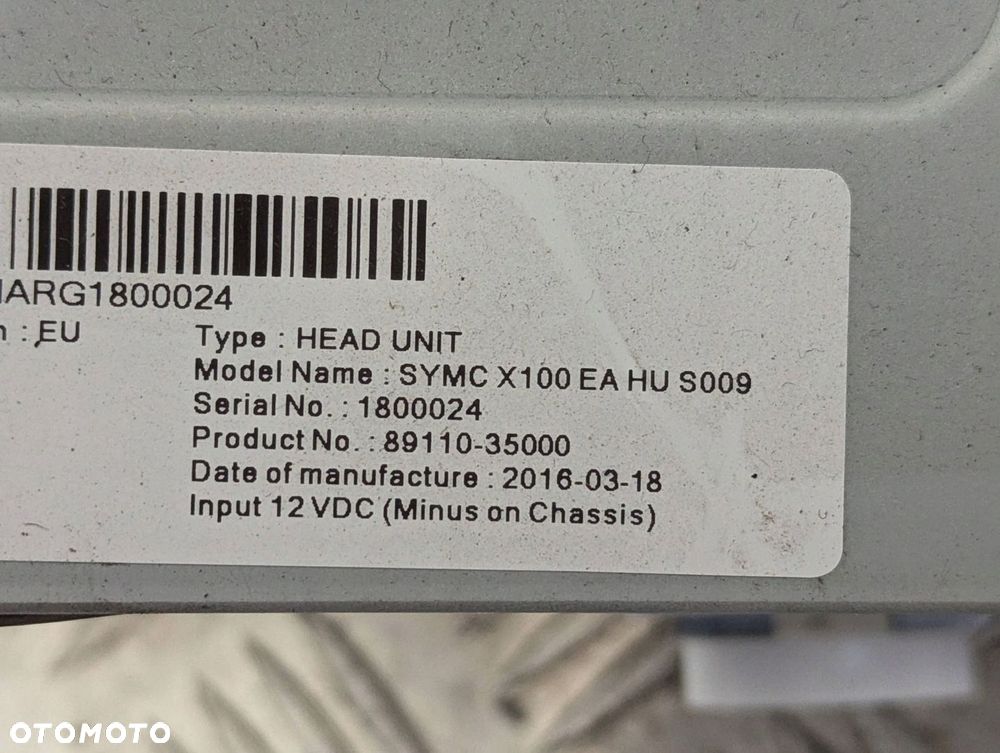 ARG1800024
: EU
Type : HEAD UNIT
Model Name : SYMC X100 EA HU S009
Serial No. : 1800024
Product No. : 89110-35000
Date of manufacture : 2016-03-18
Input 12 VDC (Minus on Chassis)
OTOMOTO